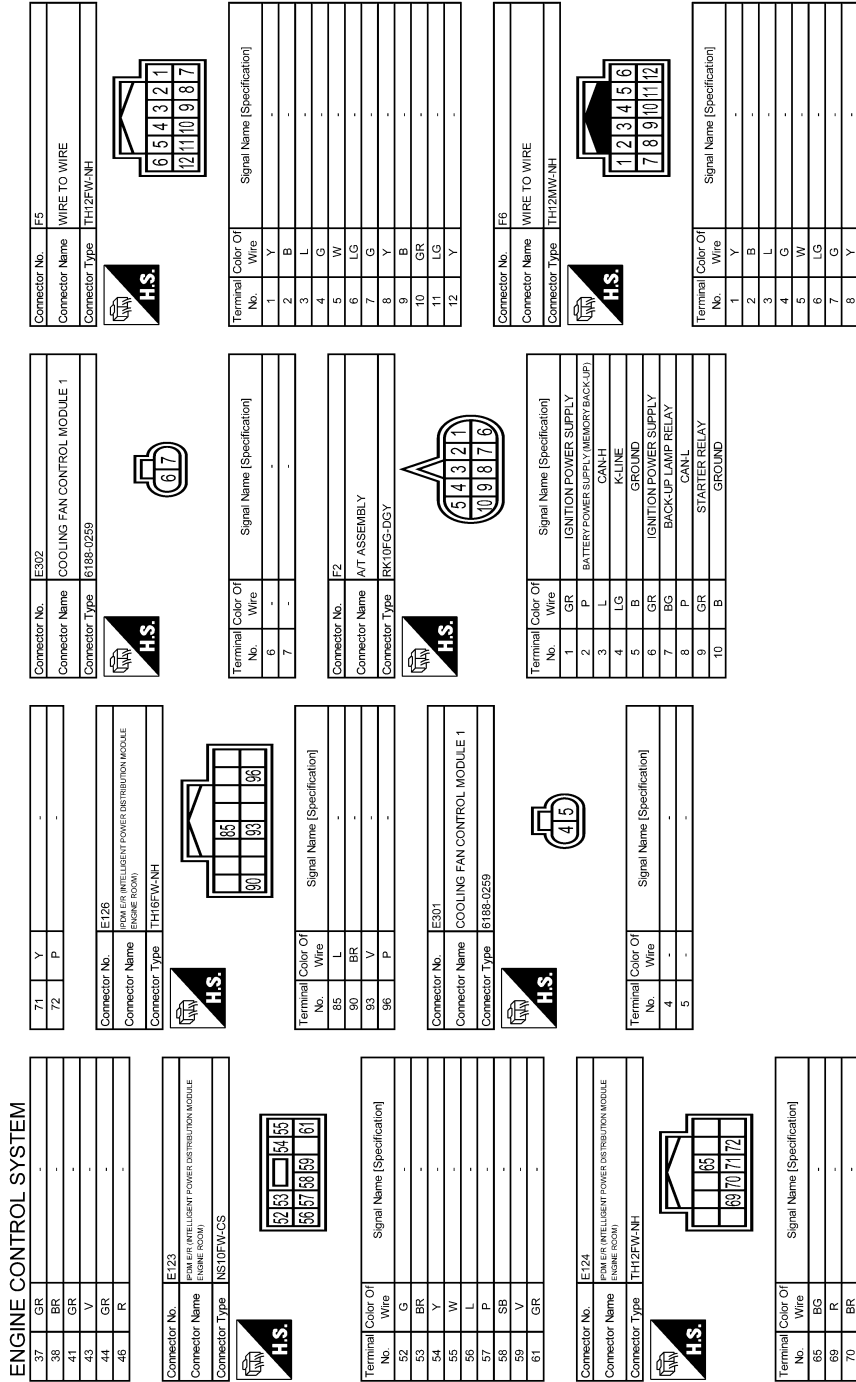 ENGINE CONTROL SYSTEM
37 GR -
38 BR -
41 GR -
43 V -
44 GR -
46 R -
Connector No. E123
Connector Name IPDM E/R (INTELLIGENT POWER DISTRIBUTION MODULE
ENGINE ROOM)
Connector Type NS10FW-CS
H.S.
52 53 54 55
56 57 58 59 61
Terminal No. Color Of Wire Signal Name [Specification]
52 G -
53 BR -
54 Y -
55 W -
56 L -
57 P -
58 SB -
59 V -
61 GR -
Connector No. E124
Connector Name IPDM E/R (INTELLIGENT POWER DISTRIBUTION MODULE
ENGINE ROOM)
Connector Type TH12FW-NH
H.S.
65
69 70 71 72
Terminal No. Color Of Wire Signal Name [Specification]
65 BG -
69 R -
70 BR -
71 Y -
72 P -
Connector No. E126
Connector Name IPDM E/R (INTELLIGENT POWER DISTRIBUTION MODULE
ENGINE ROOM)
Connector Type TH16FW-NH
H.S.
85
90 93 96
Terminal No. Color Of Wire Signal Name [Specification]
85 L -
90 BR -
93 V -
96 P -
Connector No. E301
Connector Name COOLING FAN CONTROL MODULE 1
Connector Type 6188-0259
H.S.
4 5
Terminal No. Color Of Wire Signal Name [Specification]
4 - -
5 - -
Connector No. E302
Connector Name COOLING FAN CONTROL MODULE 1
Connector Type 6188-0259
H.S.
6 7
Terminal No. Color Of Wire Signal Name [Specification]
6 - -
7 - -
Connector No. F2
Connector Name A/T ASSEMBLY
Connector Type RK10FG-DGY
H.S.
5 4 3 2 1
10 9 8 7 6
Terminal No. Color Of Wire Signal Name [Specification]
1 GR IGNITION POWER SUPPLY
2 P BATTERY POWER SUPPLY (MEMORY BACK-UP)
3 L CAN-H
4 LG K-LINE
5 B GROUND
6 GR IGNITION POWER SUPPLY
7 BG BACK-UP LAMP RELAY
8 P CAN-L
9 GR STARTER RELAY
10 B GROUND
Connector No. F5
Connector Name WIRE TO WIRE
Connector Type TH12FW-NH
H.S.
6 5 4 3 2 1
12 11 10 9 8 7
Terminal No. Color Of Wire Signal Name [Specification]
1 Y -
2 B -
3 L -
4 G -
5 W -
6 LG -
7 G -
8 Y -
9 B -
10 GR -
11 LG -
12 Y -
Connector No. F6
Connector Name WIRE TO WIRE
Connector Type TH12MW-NH
H.S.
1 2 3 4 5 6
7 8 9 10 11 12
Terminal No. Color Of Wire Signal Name [Specification]
1 Y -
2 B -
3 L -
4 G -
5 W -
6 LG -
7 G -
8 Y -